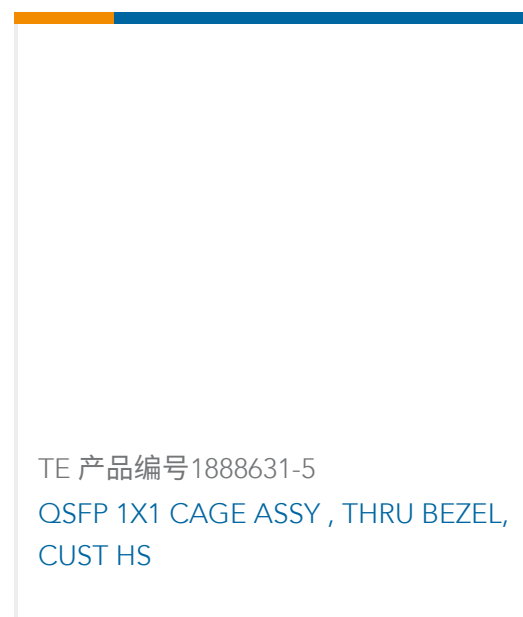 TE 产品编号1888631-5
QSFP 1X1 CAGE ASSY , THRU BEZEL,
CUST HS